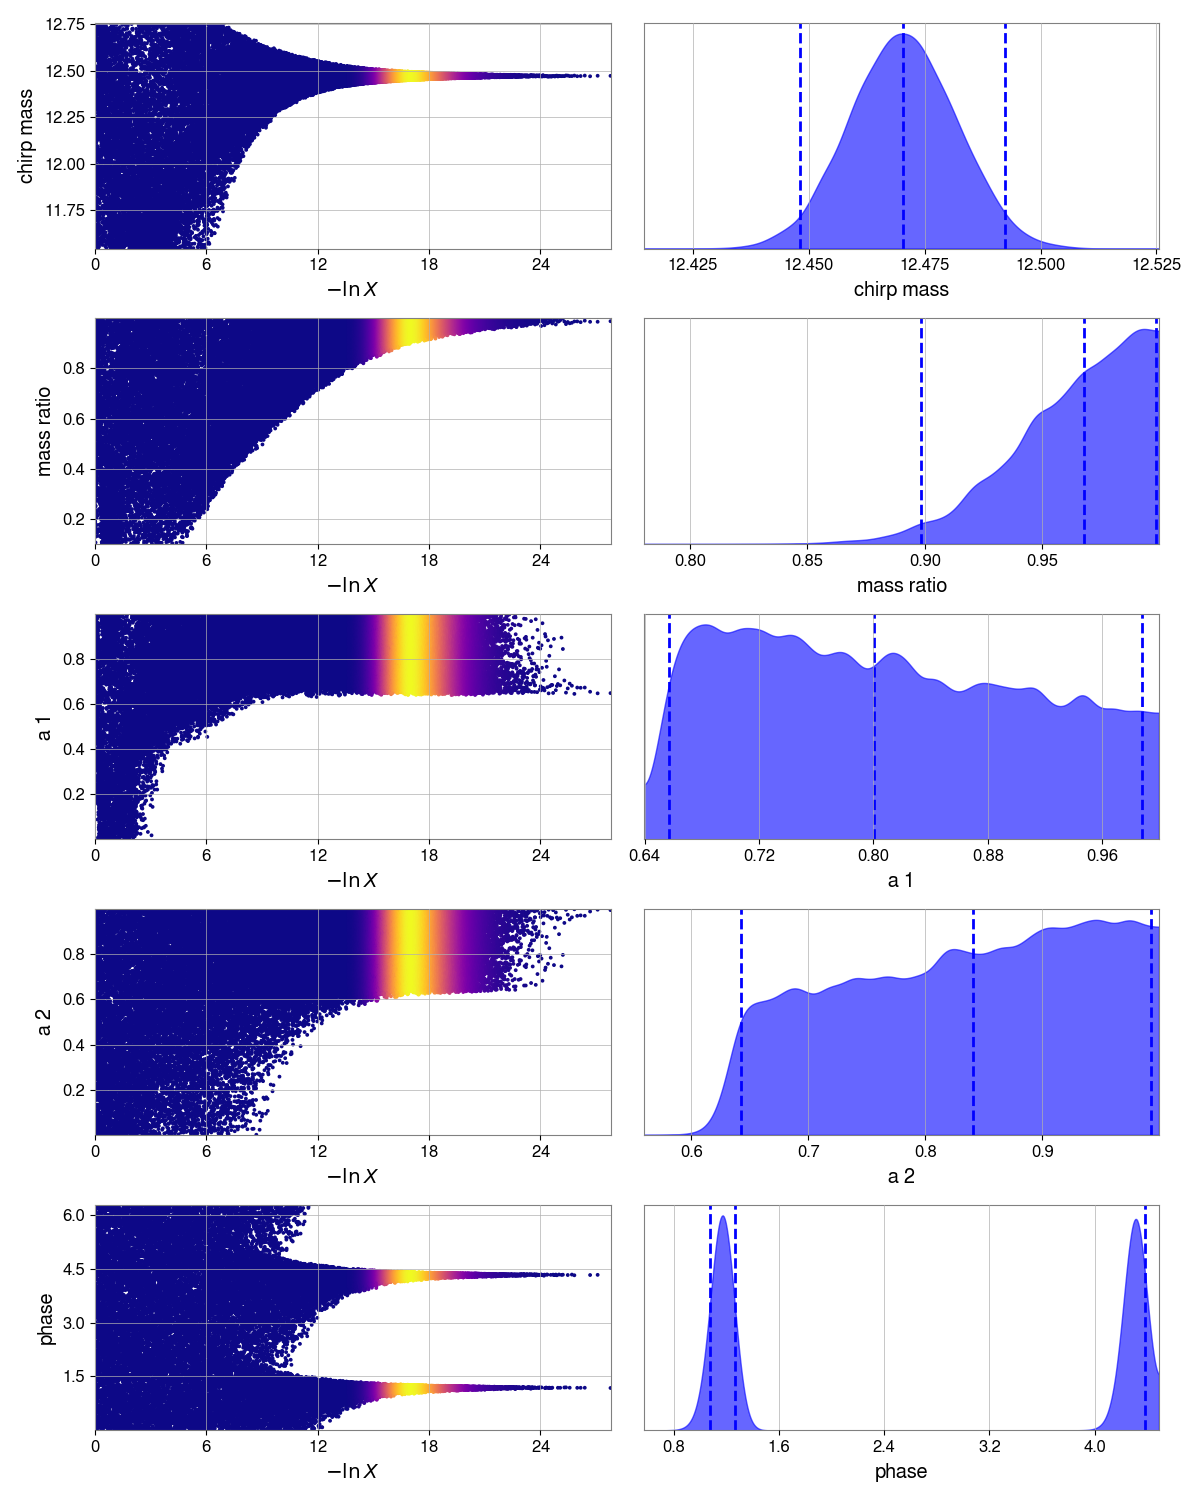 12.75
12.50
12.25
12.00
11.75
chirp mass
0 6 12 18 24
−ln X
12.425 12.450 12.475 12.500 12.525
chirp mass
0.8
0.6
0.4
0.2
mass ratio
0 6 12 18 24
−ln X
0.80 0.85 0.90 0.95
mass ratio
0.8
0.6
0.4
0.2
a 1
0 6 12 18 24
−ln X
0.64 0.72 0.80 0.88 0.96
a 1
0.8
0.6
0.4
0.2
a 2
0 6 12 18 24
−ln X
0.6 0.7 0.8 0.9
a 2
6.0
4.5
3.0
1.5
phase
0 6 12 18 24
−ln X
0.8 1.6 2.4 3.2 4.0
phase